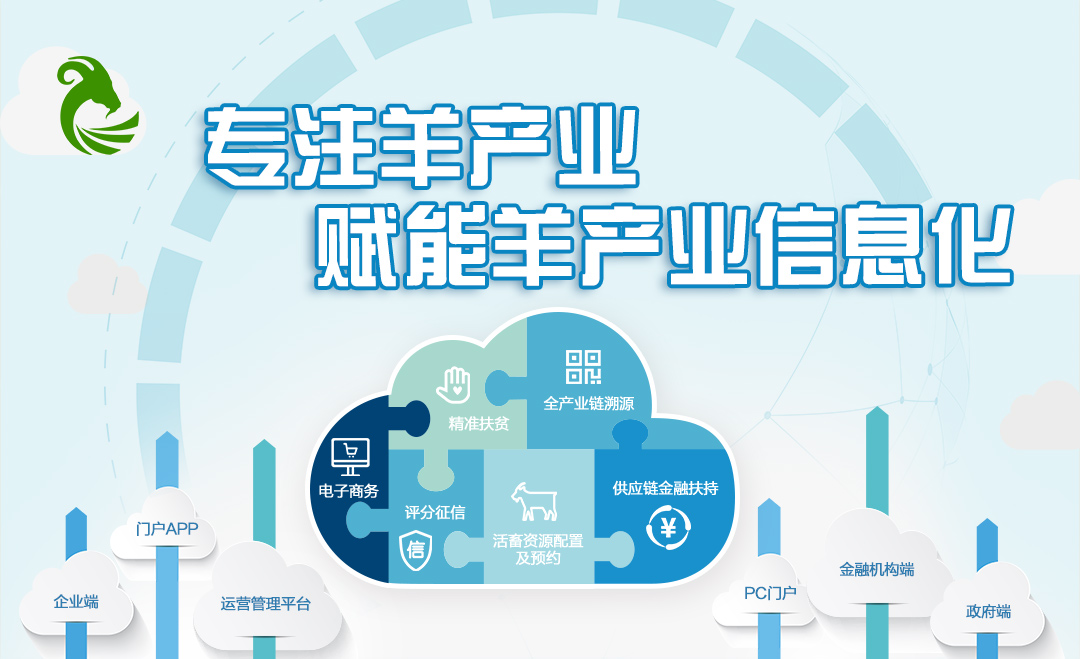 专注羊产业
赋能羊产业信息化
全产业链溯源
精准扶贫
电子商务
供应链金融扶持
¥
评分征信
信
活畜资源配置
及预约
门户APP
企业端
运营管理平台
PC门户
金融机构端
政府端